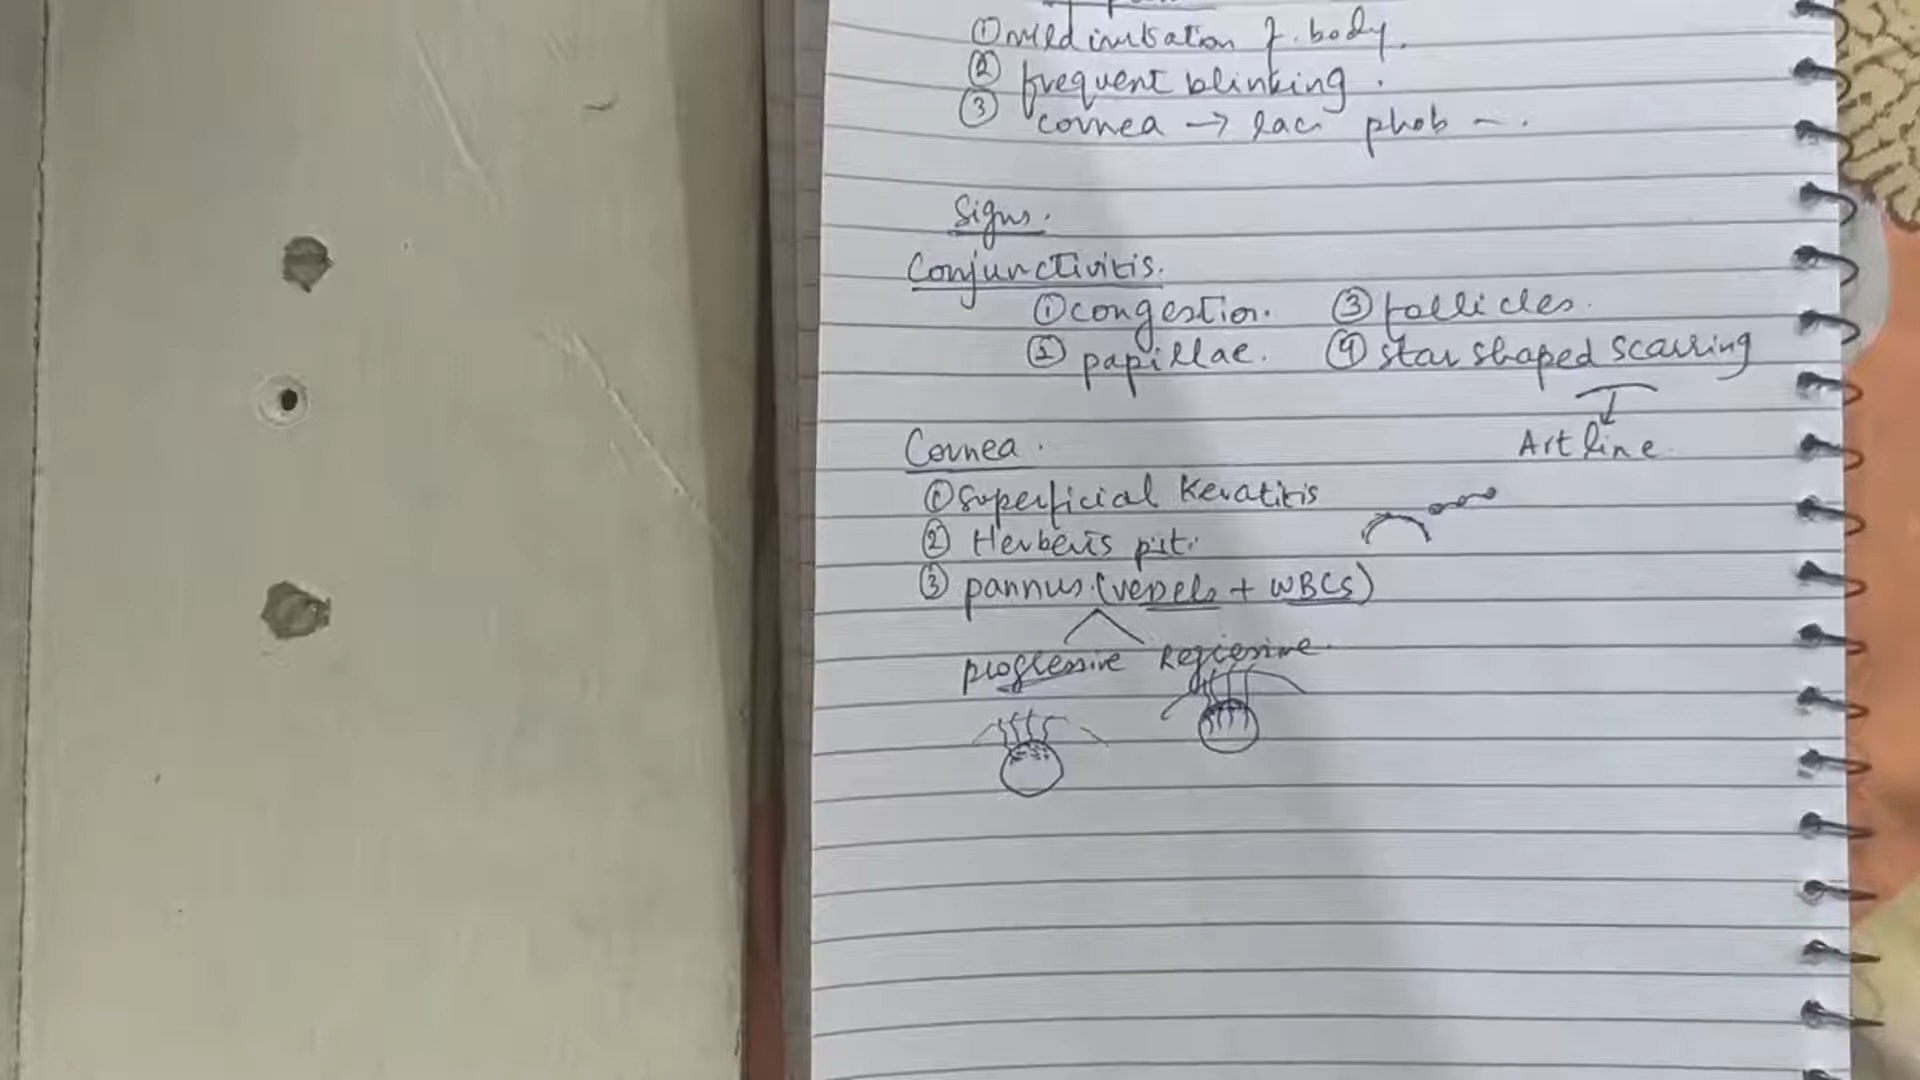 ① mild irritation f. body.
② frequent blinking.
③ cornea → lac phob - .
Signs.
Conjunctivitis.
① congestion. ③ follicles.
② papillae. ④ star shaped scarring
Art line
Cornea.
① Superficial Keratitis
② Herberts pit.
③ pannus. (vessels + WBCs)
progressive Regressive.